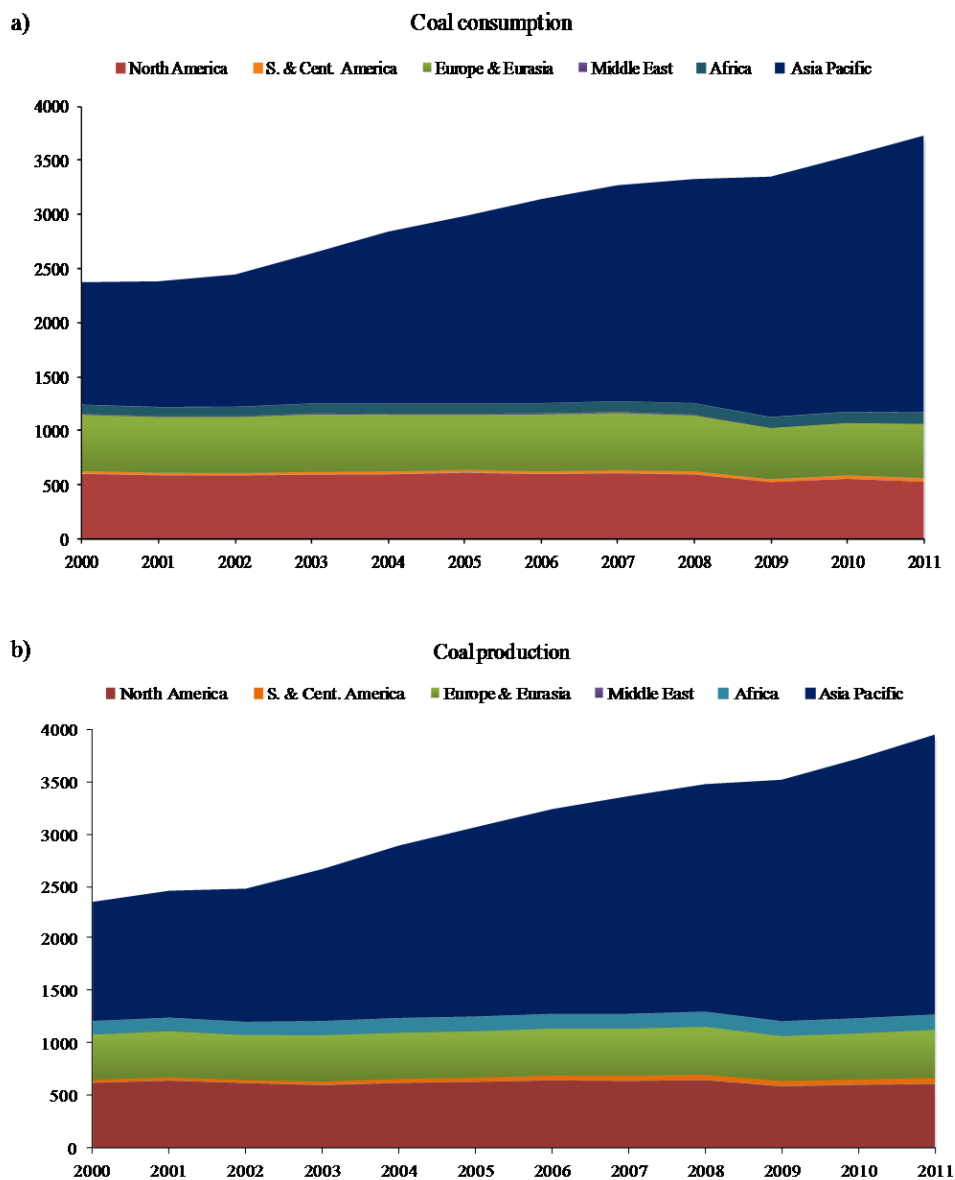 a)
Coal consumption
North America S. & Cent. America Europe & Eurasia Middle East Africa Asia Pacific
4000
3500
3000
2500
2000
1500
1000
500
0
2000 2001 2002 2003 2004 2005 2006 2007 2008 2009 2010 2011
b)
Coal production
North America S. & Cent. America Europe & Eurasia Middle East Africa Asia Pacific
4000
3500
3000
2500
2000
1500
1000
500
0
2000 2001 2002 2003 2004 2005 2006 2007 2008 2009 2010 2011